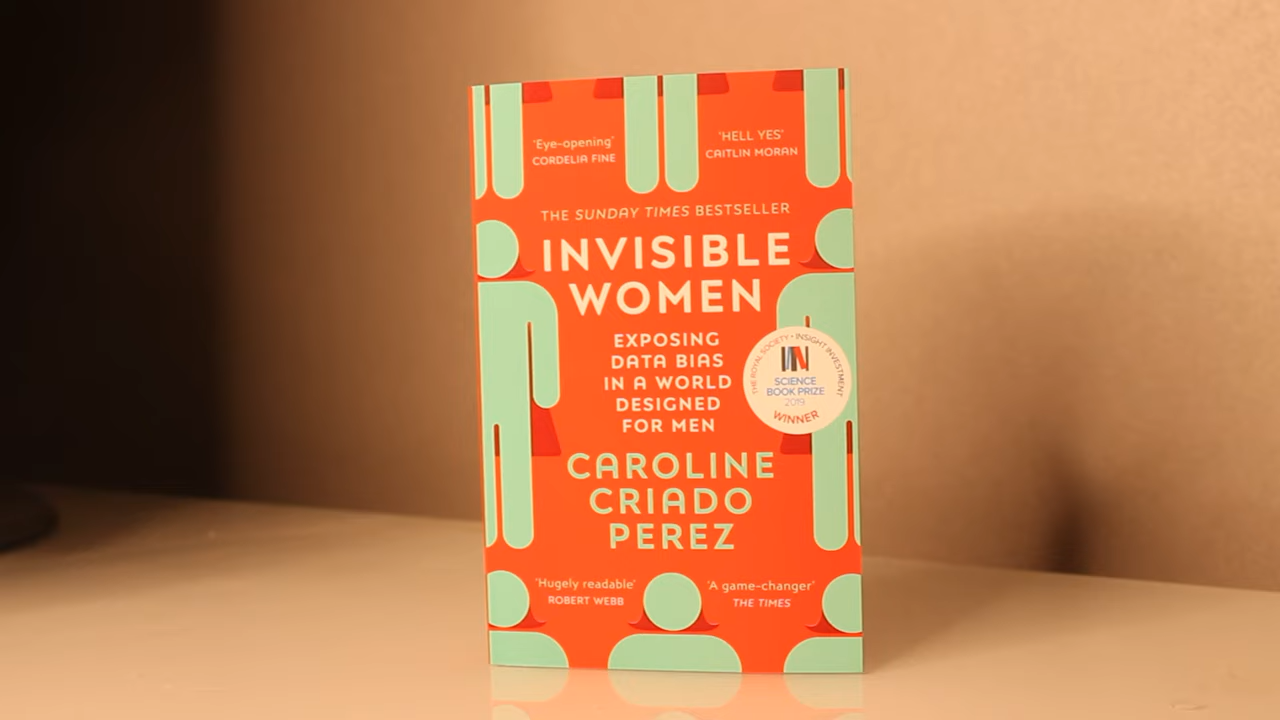 'Eye-opening'
CORDELIA FINE
'HELL YES'
CAITLIN MORAN
THE SUNDAY TIMES BESTSELLER
INVISIBLE
WOMEN
EXPOSING
DATA BIAS
IN A WORLD
DESIGNED
FOR MEN
THE ROYAL SOCIETY • INSIGHT INVESTMENT
SCIENCE
BOOK PRIZE
2019
WINNER
CAROLINE
CRIADO
PEREZ
'Hugely readable'
ROBERT WEBB
'A game-changer'
THE TIMES